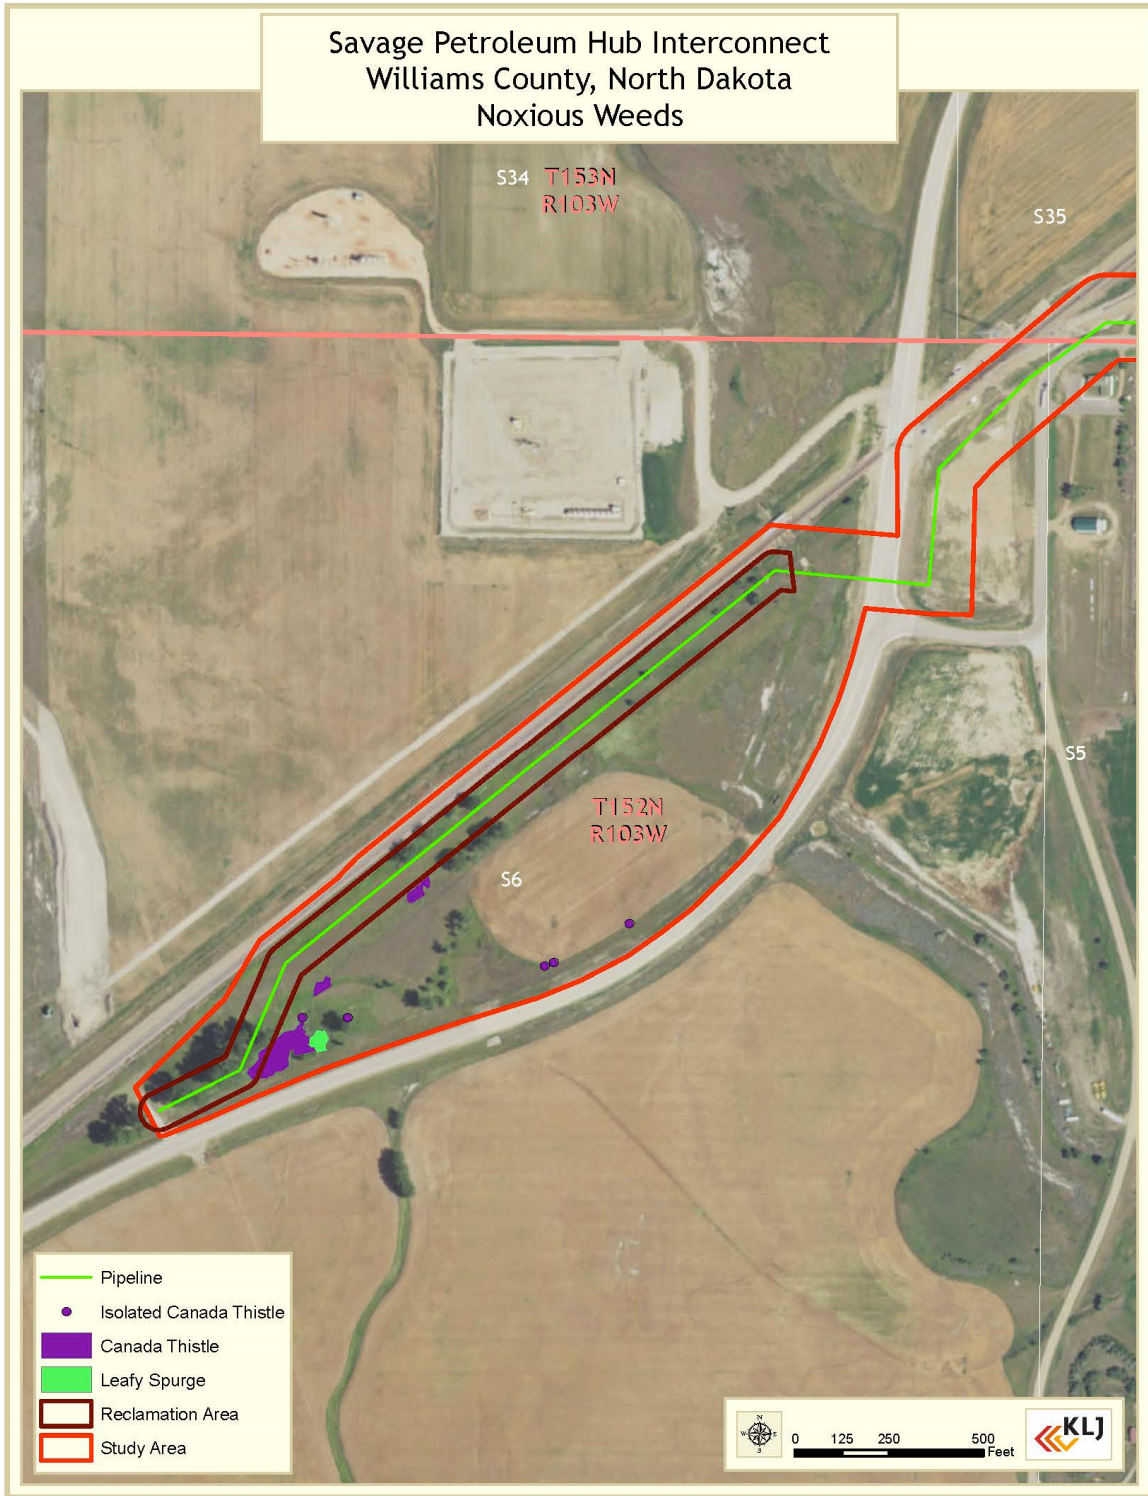 Savage Petroleum Hub Interconnect
Williams County, North Dakota
Noxious Weeds
S34
T153N
R103W
S35
S5
T152N
R103W
S6
Pipeline
Isolated Canada Thistle
Canada Thistle
Leafy Spurge
Reclamation Area
Study Area
N
W E
S
0 125 250 500
Feet
KLJ